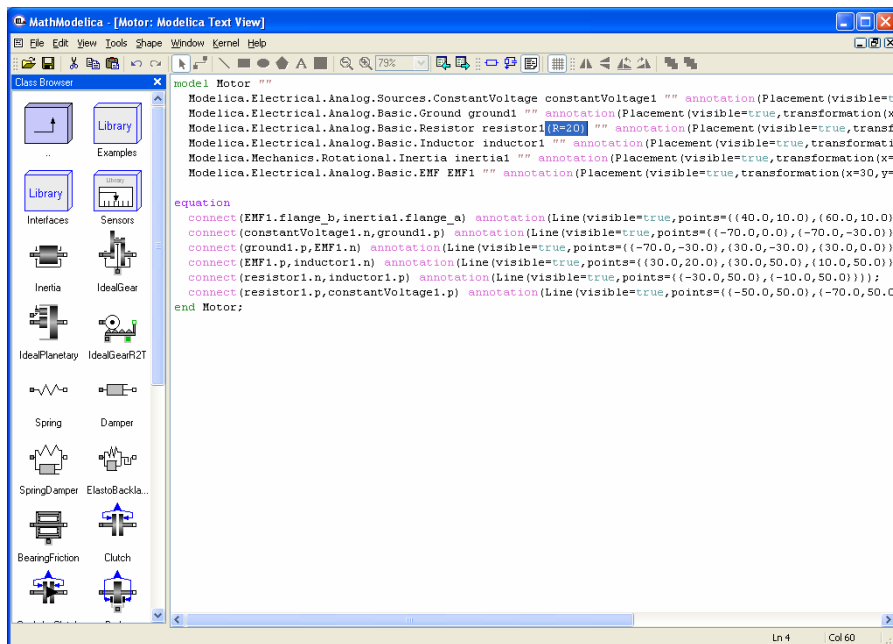 MathModelica - [Motor: Modelica Text View]
File Edit View Tools Shape Window Kernel Help
79%
Class Browser
..
Library
Examples
Library
Interfaces
Library
Sensors
Inertia
IdealGear
IdealPlanetary
IdealGearR2T
Spring
Damper
SpringDamper
ElastoBackla...
BearingFriction
Clutch
model Motor ""
Modelica.Electrical.Analog.Sources.ConstantVoltage constantVoltage1 "" annotation(Placement(visible=t
Modelica.Electrical.Analog.Basic.Ground ground1 "" annotation(Placement(visible=true,transformation(x
Modelica.Electrical.Analog.Basic.Resistor resistor1(R=20) "" annotation(Placement(visible=true,transf
Modelica.Electrical.Analog.Basic.Inductor inductor1 "" annotation(Placement(visible=true,transformati
Modelica.Mechanics.Rotational.Inertia inertia1 "" annotation(Placement(visible=true,transformation(x=
Modelica.Electrical.Analog.Basic.EMF EMF1 "" annotation(Placement(visible=true,transformation(x=30,y=
equation
connect(EMF1.flange_b,inertia1.flange_a) annotation(Line(visible=true,points={{40.0,10.0},{60.0,10.0}
connect(constantVoltage1.n,ground1.p) annotation(Line(visible=true,points={{-70.0,0.0},{-70.0,-30.0}}
connect(ground1.p,EMF1.n) annotation(Line(visible=true,points={{-70.0,-30.0},{30.0,-30.0},{30.0,0.0}}
connect(EMF1.p,inductor1.n) annotation(Line(visible=true,points={{30.0,20.0},{30.0,50.0},{10.0,50.0}}
connect(resistor1.n,inductor1.p) annotation(Line(visible=true,points={{-30.0,50.0},{-10.0,50.0}}));
connect(resistor1.p,constantVoltage1.p) annotation(Line(visible=true,points={{-50.0,50.0},{-70.0,50.0
end Motor;
Ln 4 Col 60